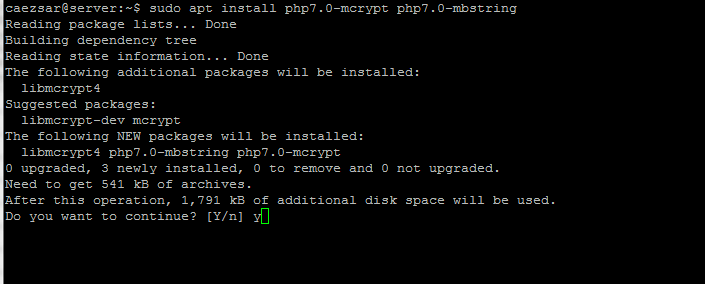 caezsar@server:~$ sudo apt install php7.0-mcrypt php7.0-mbstring
Reading package lists... Done
Building dependency tree
Reading state information... Done
The following additional packages will be installed:
  libmcrypt4
Suggested packages:
  libmcrypt-dev mcrypt
The following NEW packages will be installed:
  libmcrypt4 php7.0-mbstring php7.0-mcrypt
0 upgraded, 3 newly installed, 0 to remove and 0 not upgraded.
Need to get 541 kB of archives.
After this operation, 1,791 kB of additional disk space will be used.
Do you want to continue? [Y/n] y